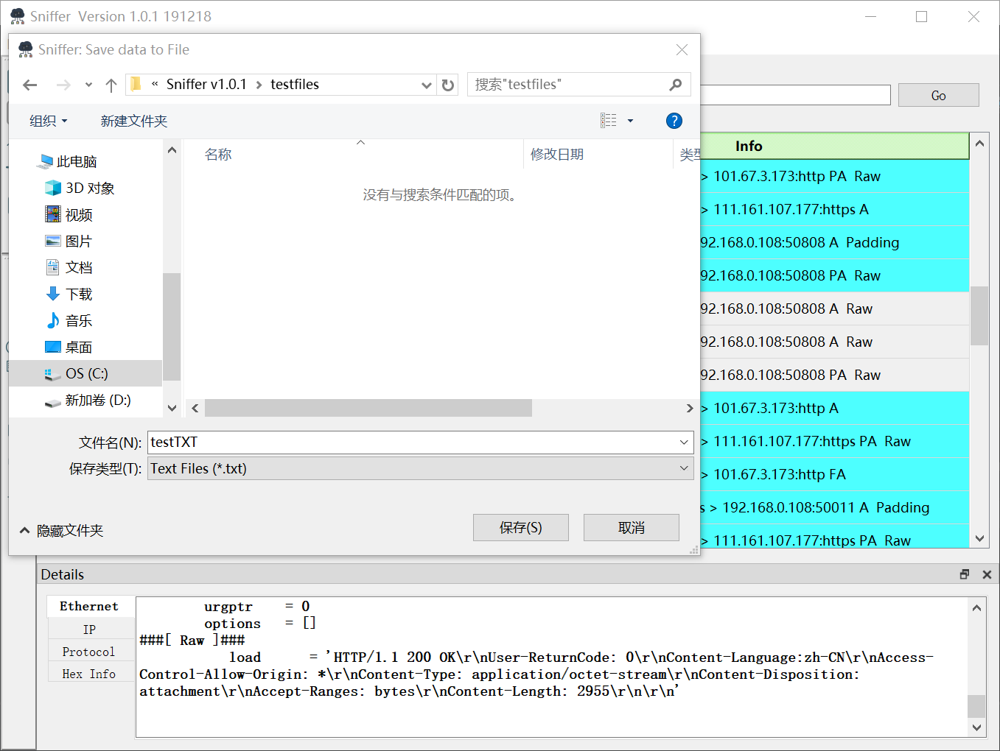 Sniffer  Version 1.0.1 191218
Sniffer: Save data to File
« Sniffer v1.0.1 > testfiles
搜索"testfiles"
Go
组织
新建文件夹
?
此电脑
3D 对象
视频
图片
文档
下载
音乐
桌面
OS (C:)
新加卷 (D:)
名称
修改日期
类型
没有与搜索条件匹配的项。
文件名(N):
testTXT
保存类型(T):
Text Files (*.txt)
隐藏文件夹
保存(S)
取消
Info
> 101.67.3.173:http PA  Raw
> 111.161.107.177:https A
92.168.0.108:50808 A  Padding
92.168.0.108:50808 PA  Raw
92.168.0.108:50808 A  Raw
92.168.0.108:50808 A  Raw
92.168.0.108:50808 PA  Raw
> 101.67.3.173:http A
> 111.161.107.177:https PA  Raw
> 101.67.3.173:http FA
s > 192.168.0.108:50011 A  Padding
> 111.161.107.177:https PA  Raw
Details
Ethernet
IP
Protocol
Hex Info
urgptr    = 0
options   = []
###[ Raw ]###
load      = 'HTTP/1.1 200 OK\r\nUser-ReturnCode: 0\r\nContent-Language:zh-CN\r\nAccess-
Control-Allow-Origin: *\r\nContent-Type: application/octet-stream\r\nContent-Disposition:
attachment\r\nAccept-Ranges: bytes\r\nContent-Length: 2955\r\n\r\n'